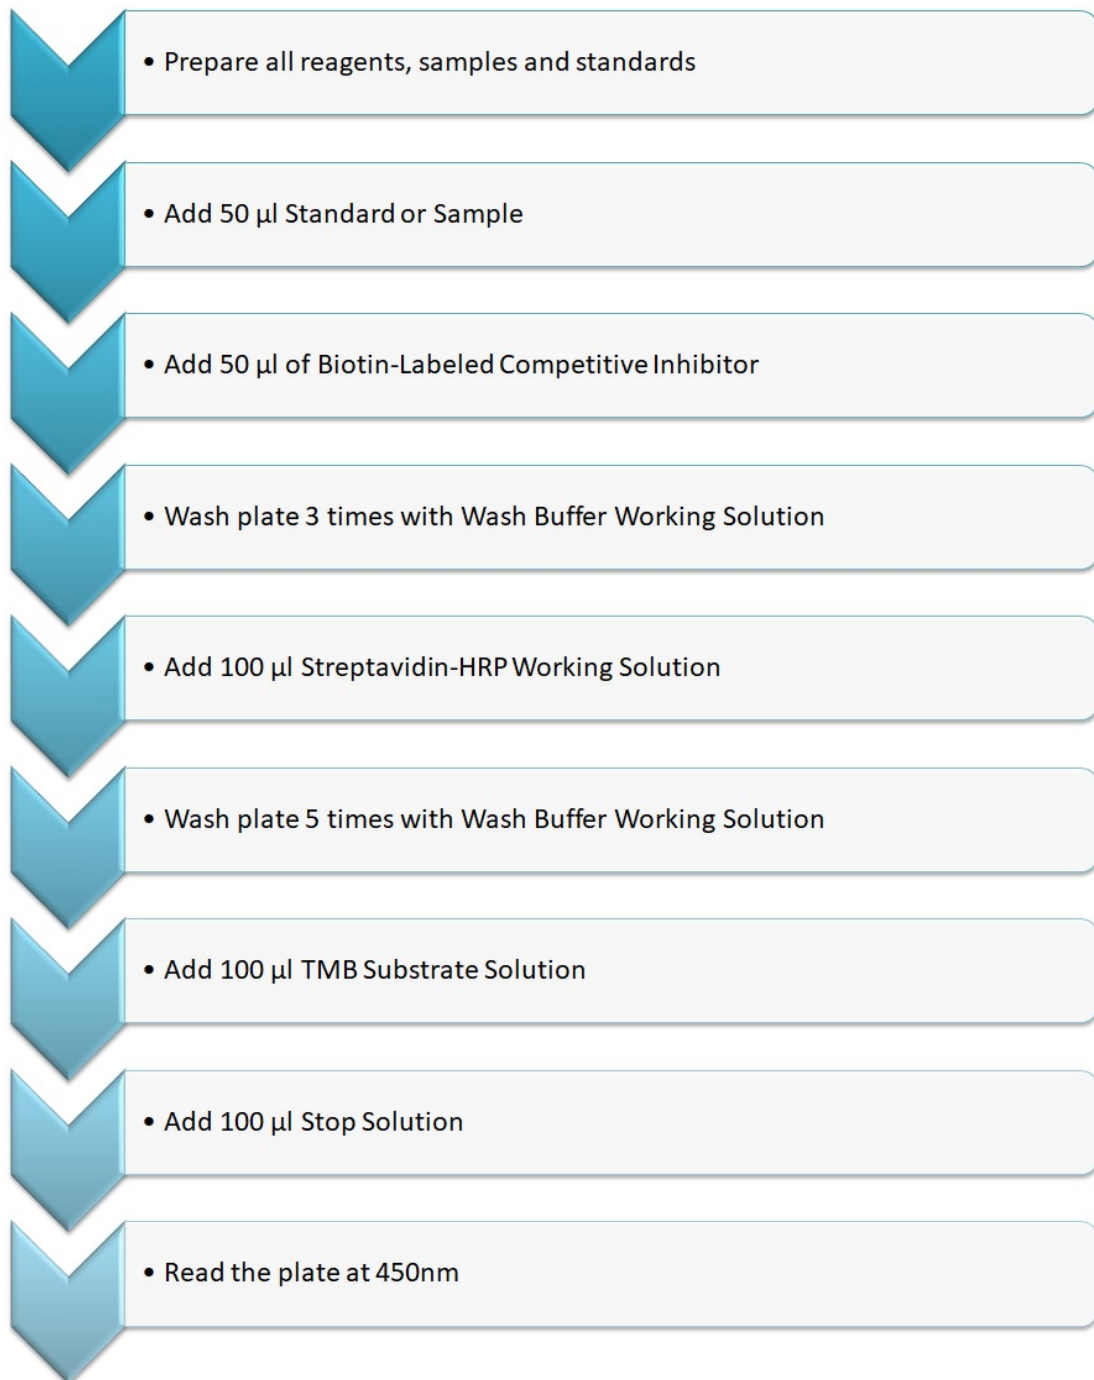 • Prepare all reagents, samples and standards
• Add 50 µl Standard or Sample
• Add 50 µl of Biotin-Labeled Competitive Inhibitor
• Wash plate 3 times with Wash Buffer Working Solution
• Add 100 µl Streptavidin-HRP Working Solution
• Wash plate 5 times with Wash Buffer Working Solution
• Add 100 µl TMB Substrate Solution
• Add 100 µl Stop Solution
• Read the plate at 450nm